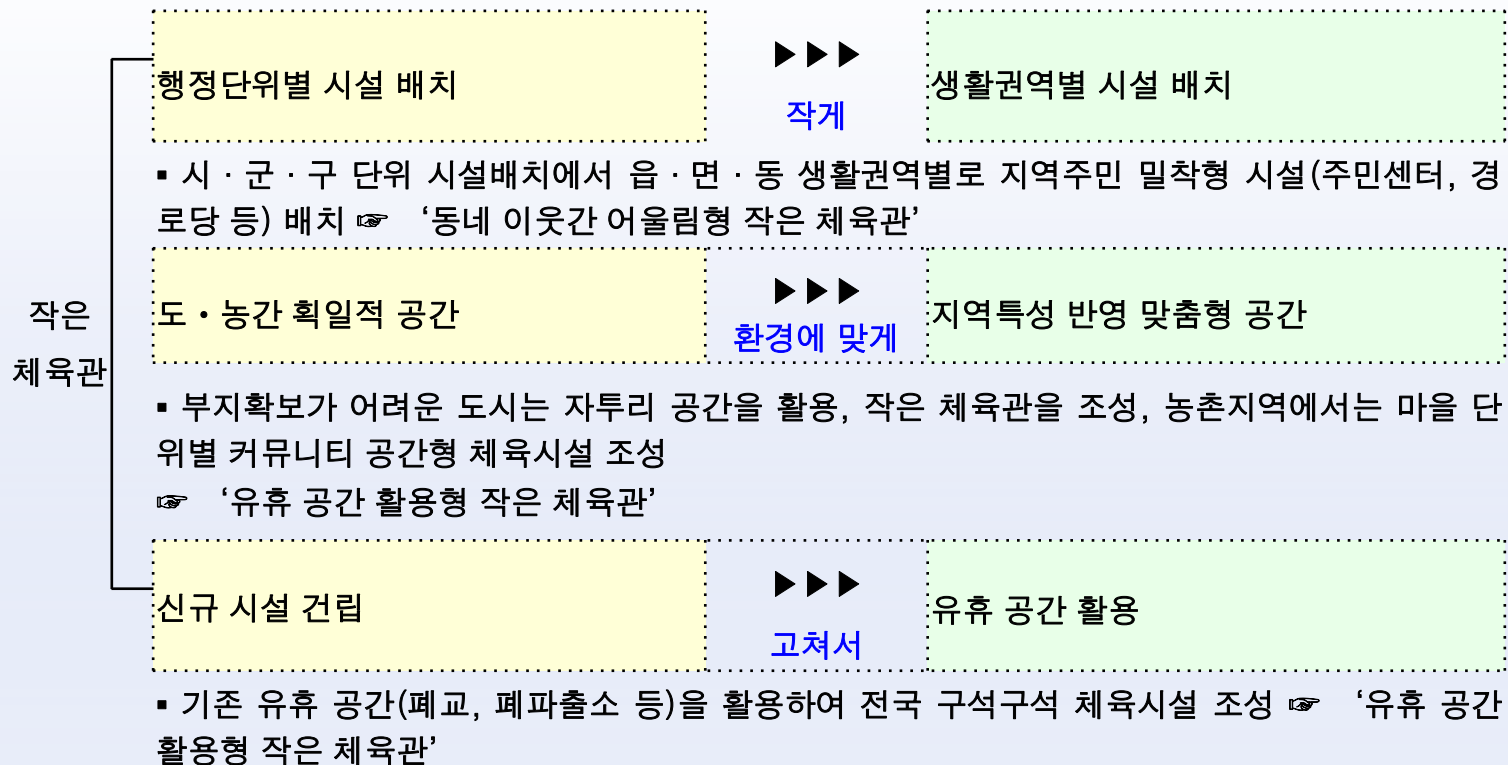 행정단위별 시설 배치
▶▶▶
작게
생활권역별 시설 배치
▪ 시·군·구 단위 시설배치에서 읍·면·동 생활권역별로 지역주민 밀착형 시설(주민센터, 경
로당 등) 배치 ☞ ‘동네 이웃간 어울림형 작은 체육관’
작은
체육관
도·농간 획일적 공간
▶▶▶
환경에 맞게
지역특성 반영 맞춤형 공간
▪ 부지확보가 어려운 도시는 자투리 공간을 활용, 작은 체육관을 조성, 농촌지역에서는 마을 단
위별 커뮤니티 공간형 체육시설 조성
☞ ‘유휴 공간 활용형 작은 체육관’
신규 시설 건립
▶▶▶
고쳐서
유휴 공간 활용
▪ 기존 유휴 공간(폐교, 폐파출소 등)을 활용하여 전국 구석구석 체육시설 조성 ☞ ‘유휴 공간
활용형 작은 체육관’